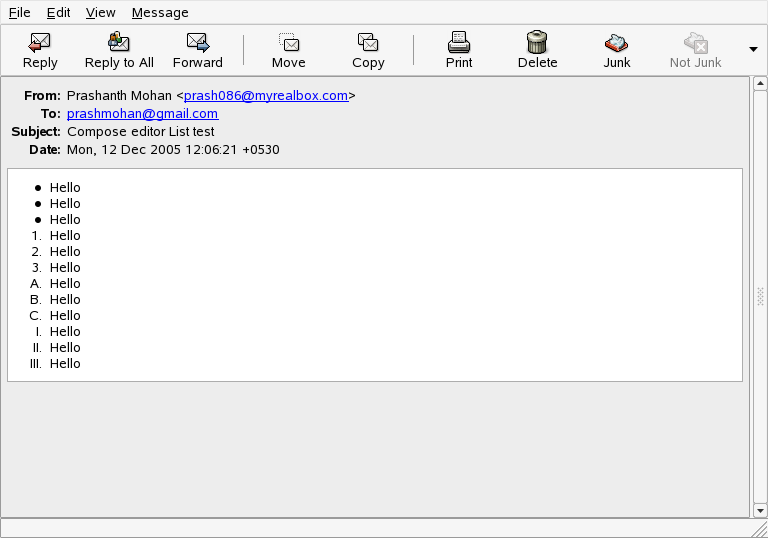 File Edit View Message
Reply Reply to All Forward Move Copy Print Delete Junk Not Junk
From: Prashanth Mohan <prash086@myrealbox.com>
To: prashmohan@gmail.com
Subject: Compose editor List test
Date: Mon, 12 Dec 2005 12:06:21 +0530
• Hello
• Hello
• Hello
1. Hello
2. Hello
3. Hello
A. Hello
B. Hello
C. Hello
I. Hello
II. Hello
III. Hello